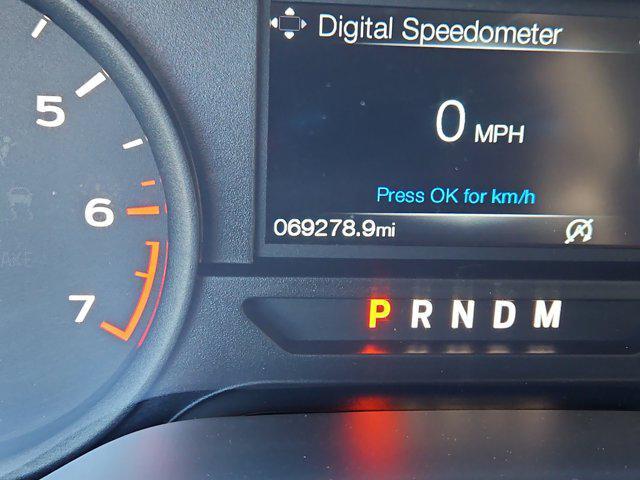 Digital Speedometer
0 MPH
Press OK for km/h
069278.9mi
5
6
7
P R N D M